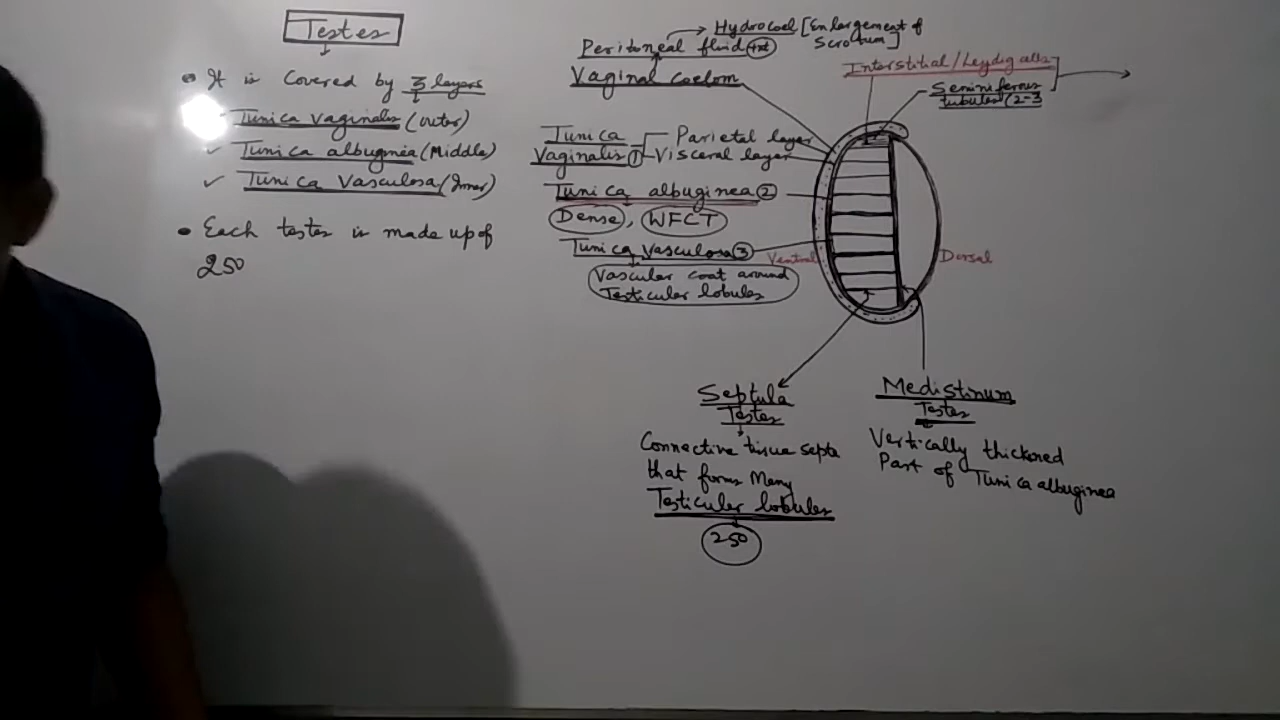 Testes
It is Covered by 3 layers
Tunica vaginalis (outer)
Tunica albuginea (Middle)
Tunica Vasculosa (Inner)
Each testes is made up of
250
Hydrocoel [Enlargement of
Scrotum]
Peritoneal fluid
Vaginal Coelom
Interstitial/Leydig cells
Seminiferous
tubules (2-3
Tunica
Vaginalis 1
Parietal layer
Visceral layer
Tunica albuginea 2
Dense, WFCT
Tunica Vasculosa 3
Vascular coat around
Testicular lobules
Ventral
Dorsal
Septula
Testes
Connective tissue septa
that forms Many
Testicular lobules
250
Medistinum
Testes
Vertically thickened
Part of Tunica albuginea